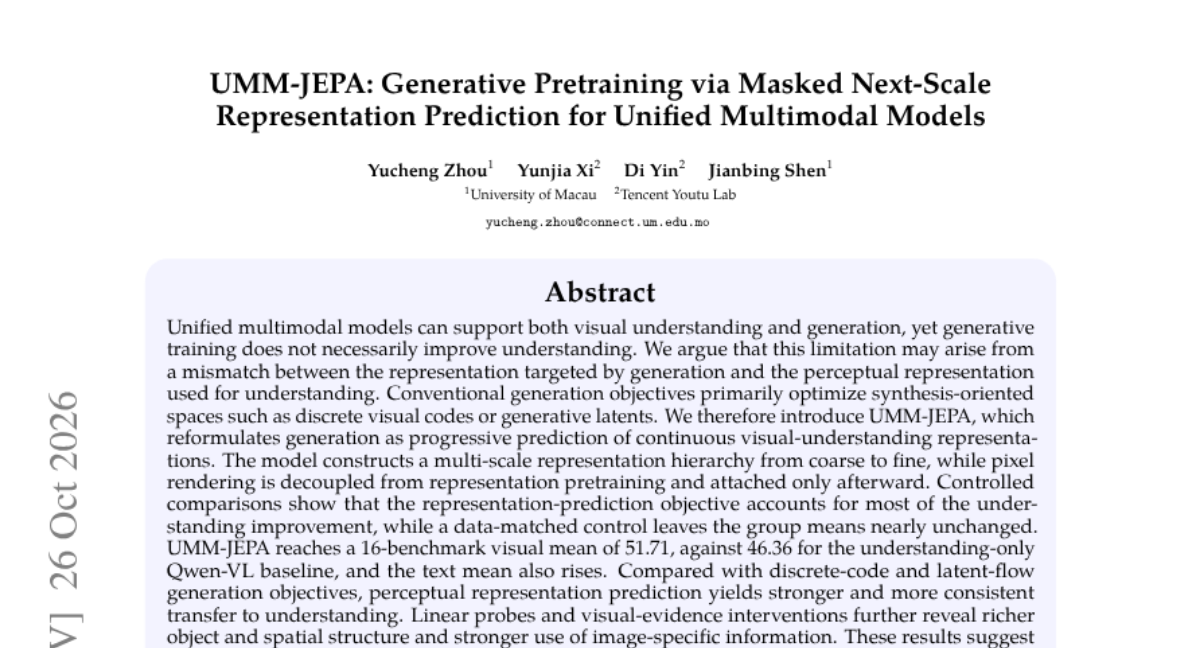 UMM-JEPA: Generative Pretraining via Masked Next-Scale
Representation Prediction for Unified Multimodal Models
Yucheng Zhou1 Yunjia Xi2 Di Yin2 Jianbing Shen1
1University of Macau 2Tencent Youtu Lab
yucheng.zhou@connect.um.edu.mo
Abstract
Unified multimodal models can support both visual understanding and generation, yet generative
training does not necessarily improve understanding. We argue that this limitation may arise from
a mismatch between the representation targeted by generation and the perceptual representation
used for understanding. Conventional generation objectives primarily optimize synthesis-oriented
spaces such as discrete visual codes or generative latents. We therefore introduce UMM-JEPA, which
reformulates generation as progressive prediction of continuous visual-understanding representa-
tions. The model constructs a multi-scale representation hierarchy from coarse to fine, while pixel
rendering is decoupled from representation pretraining and attached only afterward. Controlled
comparisons show that the representation-prediction objective accounts for most of the under-
standing improvement, while a data-matched control leaves the group means nearly unchanged.
UMM-JEPA reaches a 16-benchmark visual mean of 51.71, against 46.36 for the understanding-only
Qwen-VL baseline, and the text mean also rises. Compared with discrete-code and latent-flow
generation objectives, perceptual representation prediction yields stronger and more consistent
transfer to understanding. Linear probes and visual-evidence interventions further reveal richer
object and spatial structure and stronger use of image-specific information. These results suggest
V] 26 Oct 2026